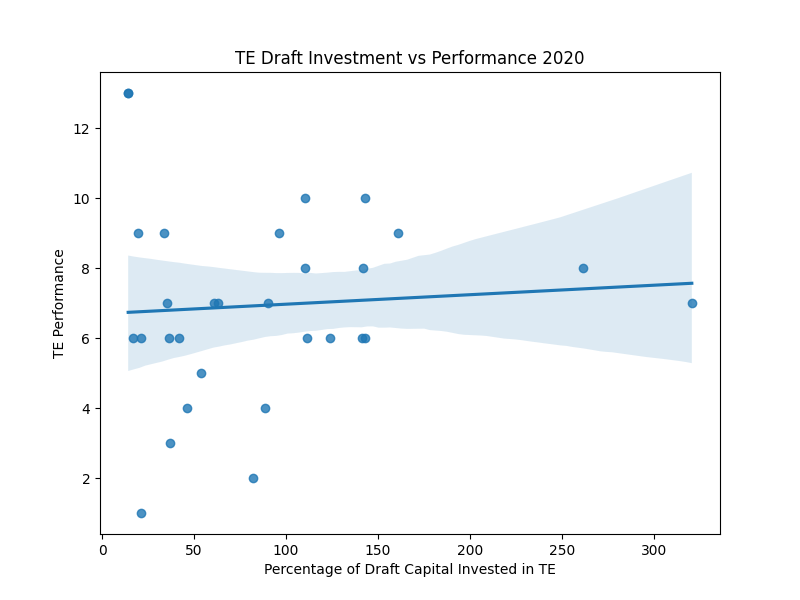 TE Draft Investment vs Performance 2020
12
10
8
6
4
2
TE Performance
0 50 100 150 200 250 300
Percentage of Draft Capital Invested in TE